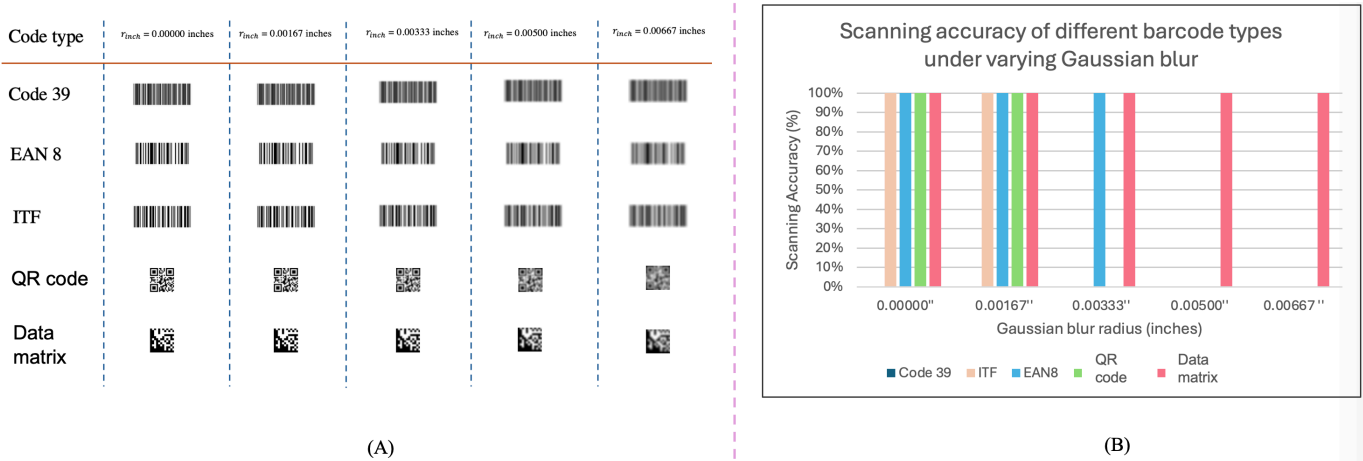 Code type
r_inch = 0.00000 inches
r_inch = 0.00167 inches
r_inch = 0.00333 inches
r_inch = 0.00500 inches
r_inch = 0.00667 inches
Code 39
EAN 8
ITF
QR code
Data
matrix
(A)
Scanning accuracy of different barcode types
under varying Gaussian blur
Scanning Accuracy (%)
100%
90%
80%
70%
60%
50%
40%
30%
20%
10%
0%
0.00000''
0.00167''
0.00333''
0.00500''
0.00667 ''
Gaussian blur radius (inches)
Code 39
ITF
EAN8
QR
code
Data
matrix
(B)